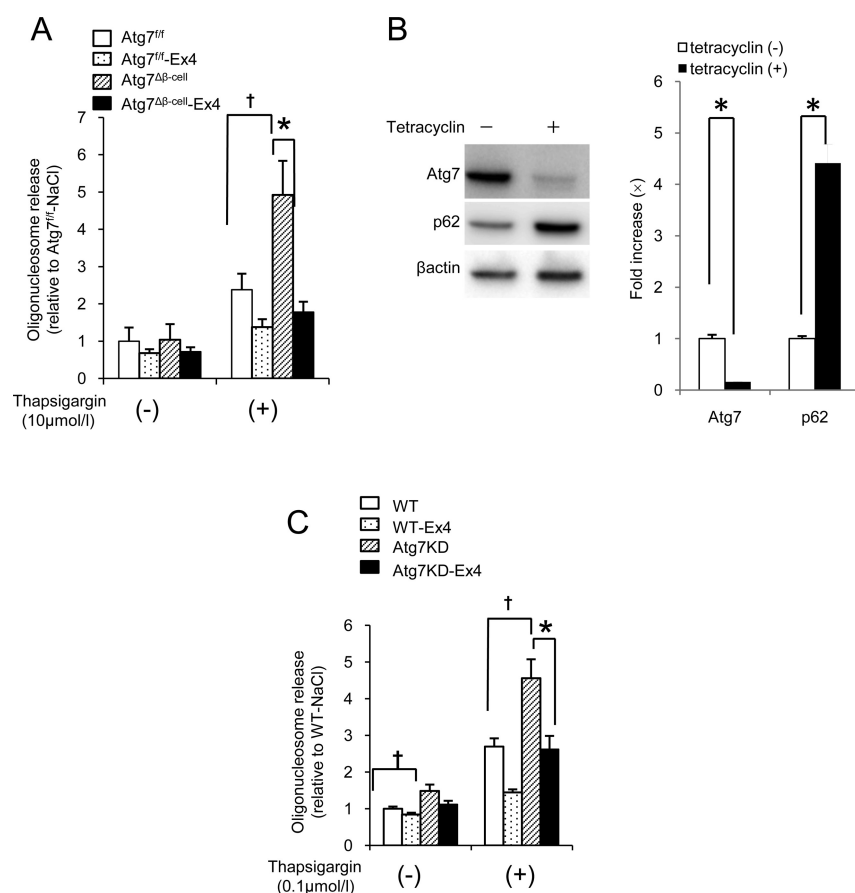 A
Atg7f/f
Atg7f/f-Ex4
Atg7Δβ-cell
Atg7Δβ-cell-Ex4
Oligonucleosome release
(relative to Atg7f/f-NaCl)
7
6
5
4
3
2
1
0
†
*
Thapsigargin
(10μmol/l)
(-)
(+)
B
Tetracyclin
−
+
Atg7
p62
βactin
tetracyclin (-)
tetracyclin (+)
Fold increase (×)
6
5
4
3
2
1
0
*
*
Atg7
p62
C
WT
WT-Ex4
Atg7KD
Atg7KD-Ex4
Oligonucleosome release
(relative to WT-NaCl)
6
5
4
3
2
1
0
†
†
*
Thapsigargin
(0.1μmol/l)
(-)
(+)